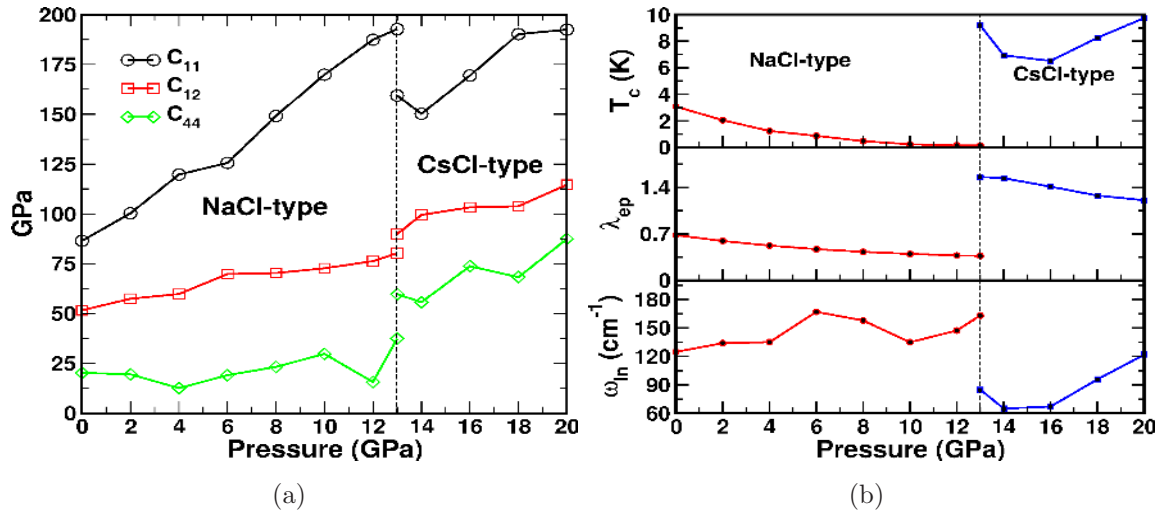 200
175
150
125
100
75
50
25
0
GPa
C11
C12
C44
NaCl-type
CsCl-type
0 2 4 6 8 10 12 14 16 18 20
Pressure (GPa)
(a)
10
8
6
4
2
0
Tc (K)
NaCl-type
CsCl-type
1.4
0.7
0
λep
180
150
120
90
60
ωln (cm-1)
0 2 4 6 8 10 12 14 16 18 20
Pressure (GPa)
(b)